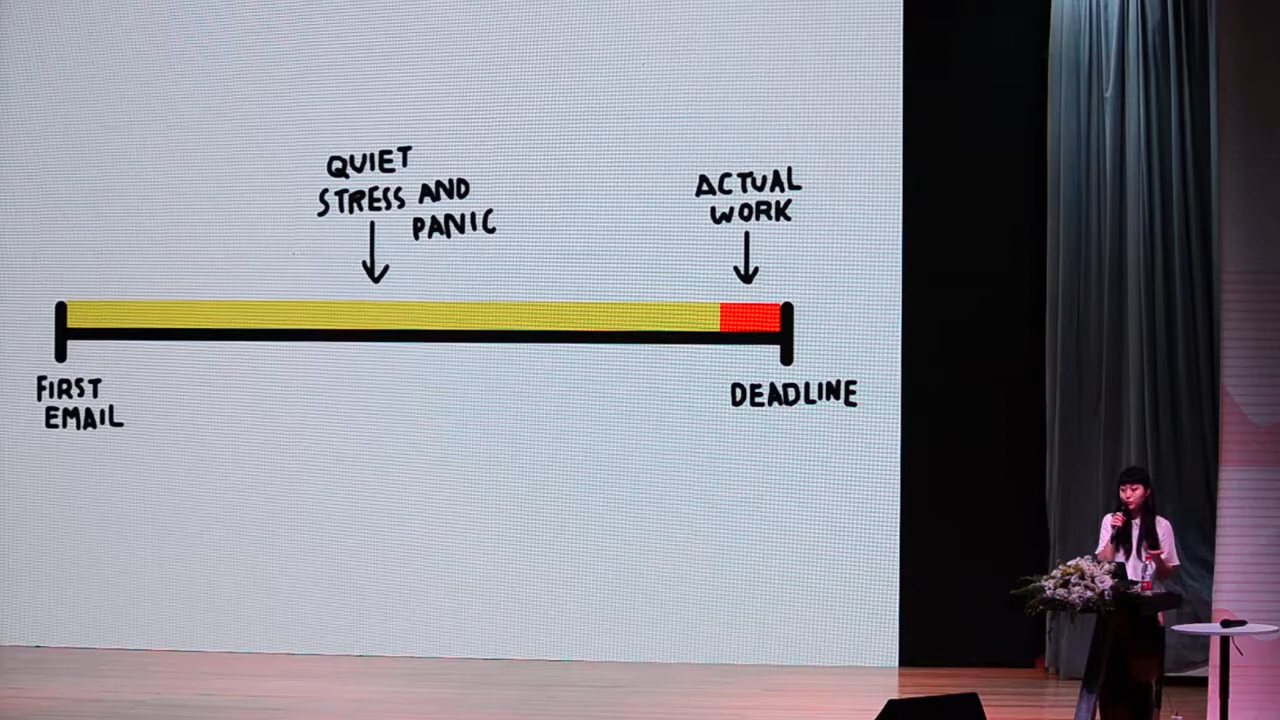 QUIET
STRESS AND
PANIC
ACTUAL
WORK
FIRST
EMAIL
DEADLINE